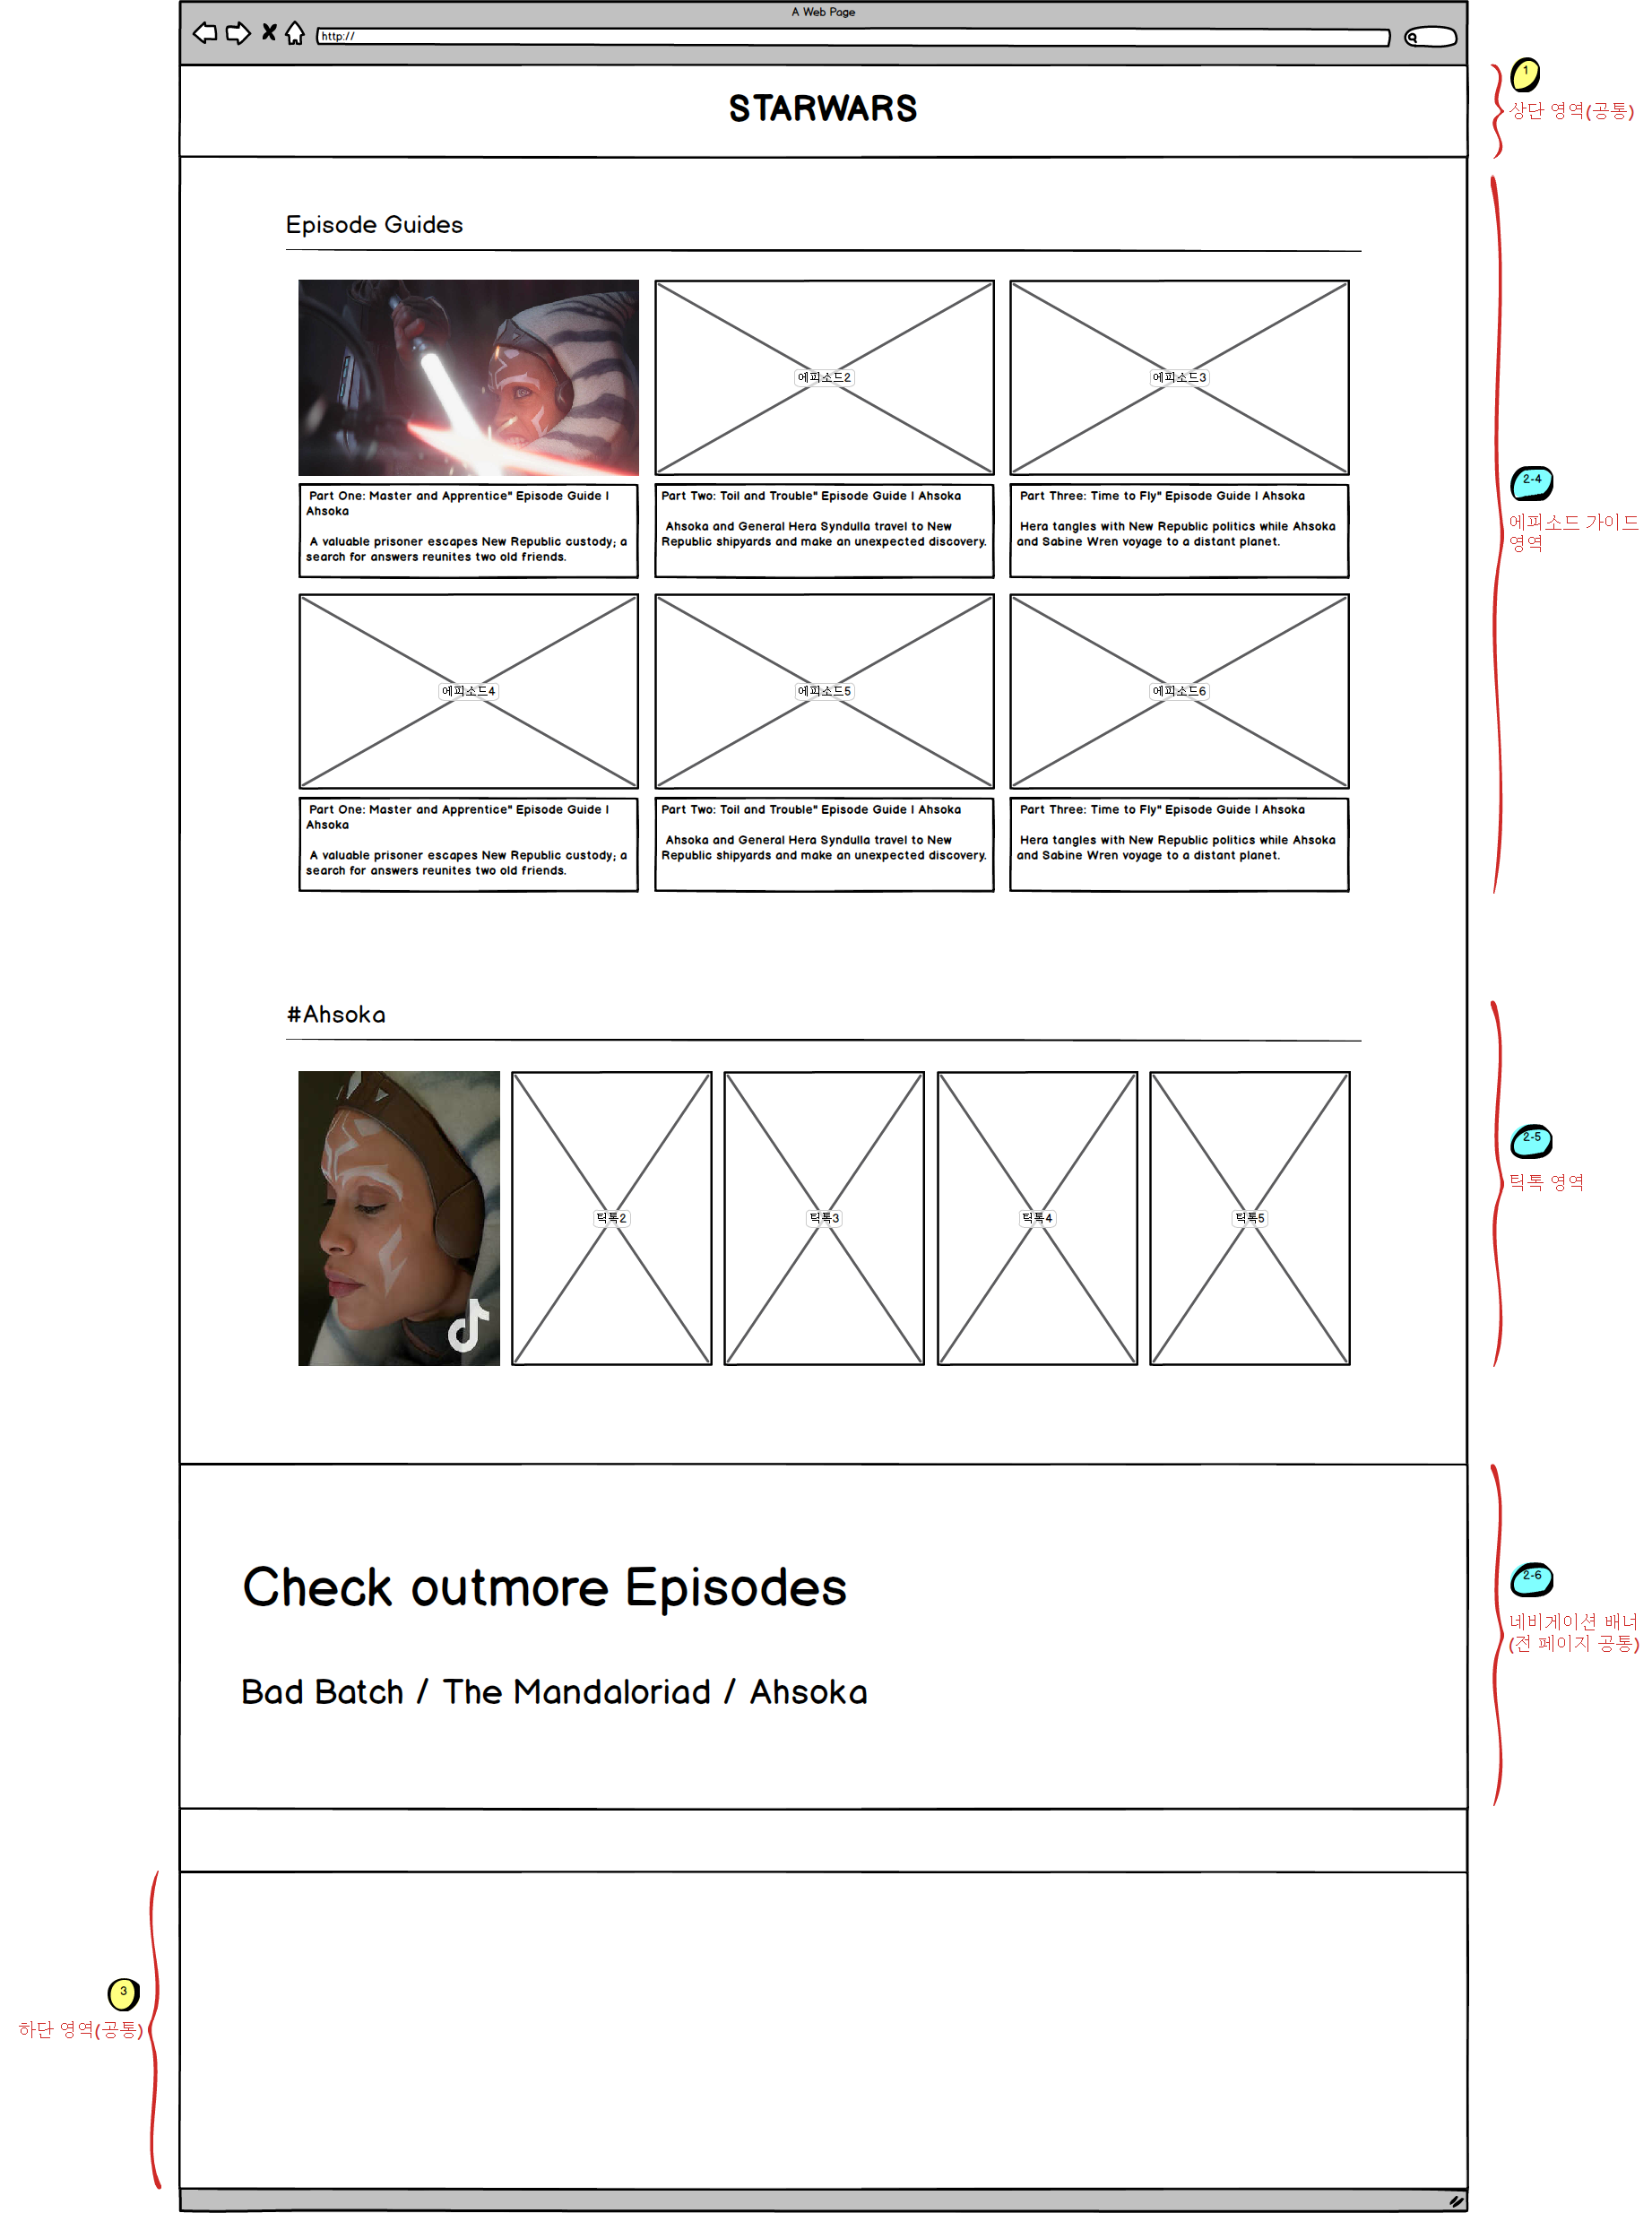 A Web Page
http://
STARWARS
1
상단 영역(공통)
Episode Guides
에피소드2
에피소드3
Part One: Master and Apprentice" Episode Guide |
Ahsoka
A valuable prisoner escapes New Republic custody; a
search for answers reunites two old friends.
Part Two: Toil and Trouble" Episode Guide | Ahsoka
Ahsoka and General Hera Syndulla travel to New
Republic shipyards and make an unexpected discovery.
Part Three: Time to Fly" Episode Guide | Ahsoka
Hera tangles with New Republic politics while Ahsoka
and Sabine Wren voyage to a distant planet.
2-4
에피소드 가이드
영역
에피소드4
에피소드5
에피소드6
Part One: Master and Apprentice" Episode Guide |
Ahsoka
A valuable prisoner escapes New Republic custody; a
search for answers reunites two old friends.
Part Two: Toil and Trouble" Episode Guide | Ahsoka
Ahsoka and General Hera Syndulla travel to New
Republic shipyards and make an unexpected discovery.
Part Three: Time to Fly" Episode Guide | Ahsoka
Hera tangles with New Republic politics while Ahsoka
and Sabine Wren voyage to a distant planet.
#Ahsoka
틱톡2
틱톡3
틱톡4
틱톡5
2-5
틱톡 영역
Check outmore Episodes
Bad Batch / The Mandaloriad / Ahsoka
2-6
네비게이션 배너
(전 페이지 공통)
3
하단 영역(공통)